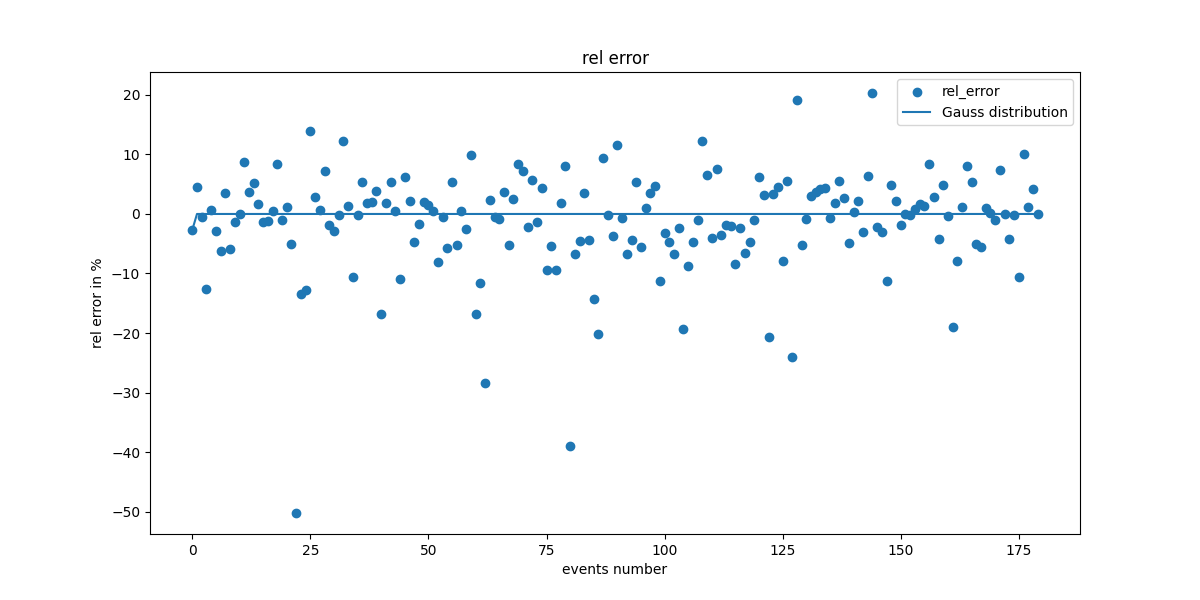 rel error
rel_error
Gauss distribution
20
10
0
−10
−20
−30
−40
−50
rel error in %
0 25 50 75 100 125 150 175
events number